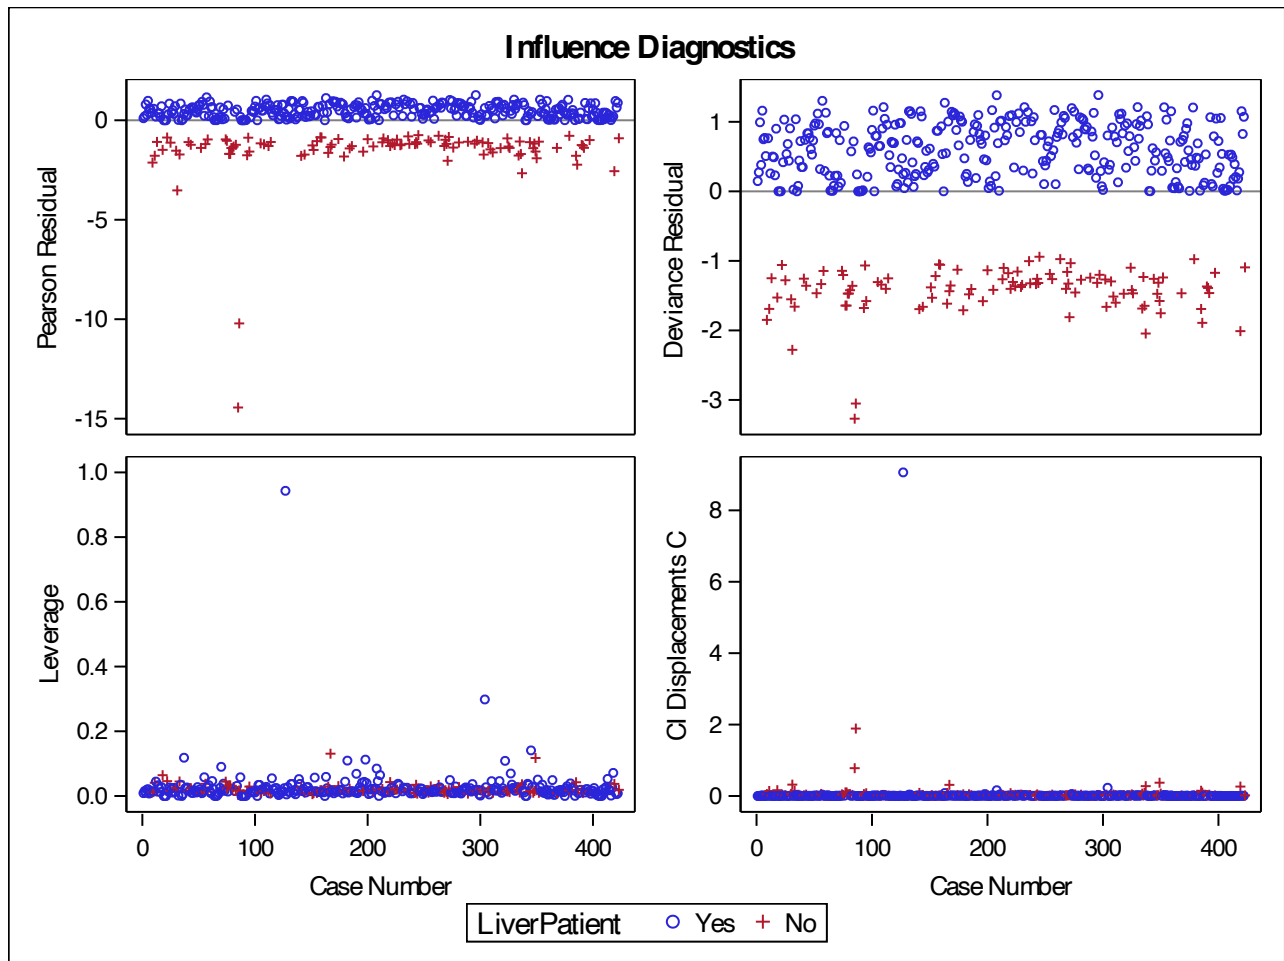 Influence Diagnostics
Pearson Residual
0
-5
-10
-15
Deviance Residual
1
0
-1
-2
-3
Leverage
1.0
0.8
0.6
0.4
0.2
0.0
0 100 200 300 400
Case Number
CI Displacements C
8
6
4
2
0
0 100 200 300 400
Case Number
LiverPatient Yes No